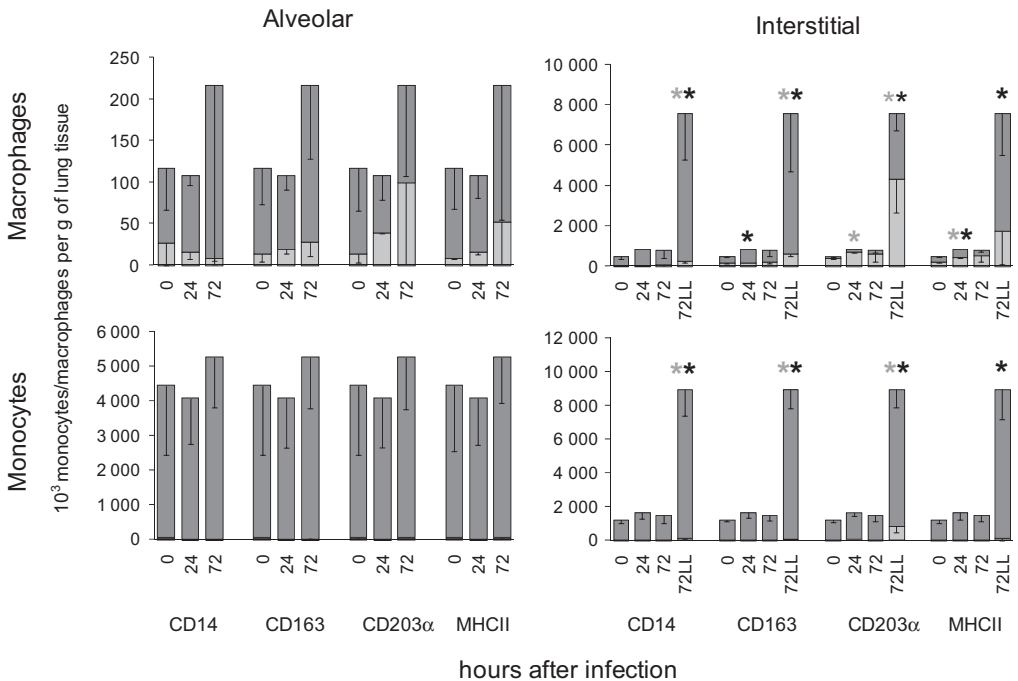 Alveolar
Interstitial
Macrophages
Monocytes
10³ monocytes/macrophages per g of lung tissue
250
200
150
100
50
0
0 24 72 0 24 72 0 24 72 0 24 72
10 000
8 000
6 000
4 000
2 000
0
** ** ** *
* * **
0 24 72 72LL 0 24 72 72LL 0 24 72 72LL 0 24 72 72LL
6 000
5 000
4 000
3 000
2 000
1 000
0
0 24 72 0 24 72 0 24 72 0 24 72
CD14 CD163 CD203α MHCII
12 000
10 000
8 000
6 000
4 000
2 000
0
** ** ** *
0 24 72 72LL 0 24 72 72LL 0 24 72 72LL 0 24 72 72LL
CD14 CD163 CD203α MHCII
hours after infection